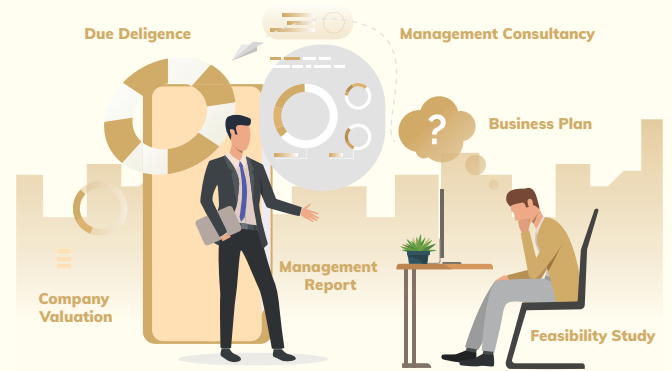 Due Deligence
Management Consultancy
?
Business Plan
Management
Report
Company
Valuation
Feasibility Study